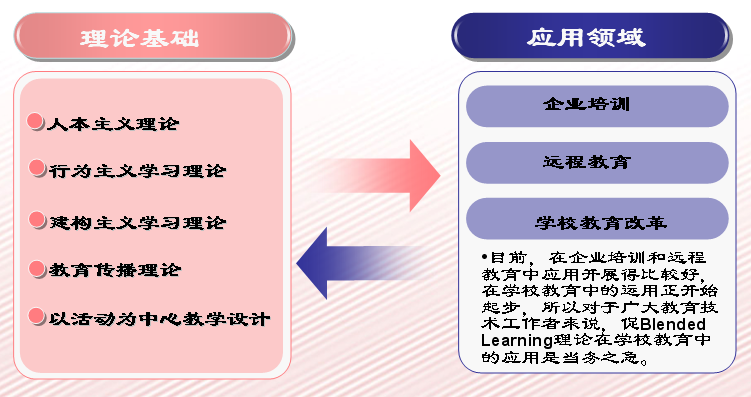 理论基础
人本主义理论
行为主义学习理论
建构主义学习理论
教育传播理论
以活动为中心教学设计
应用领域
企业培训
远程教育
学校教育改革
•目前，在企业培训和远程
教育中应用开展得比较好，
在学校教育中的运用正开始
起步，所以对于广大教育技
术工作者来说，促Blended
Learning理论在学校教育中
的应用是当务之急。